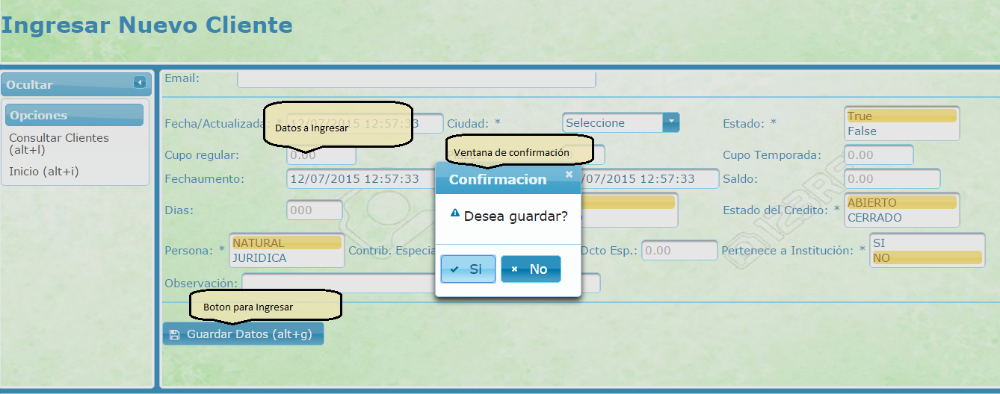 Ingresar Nuevo Cliente
Ocultar
Opciones
Consultar Clientes
(alt+l)
Inicio (alt+i)
Email:
Fecha/Actualizada: * 12/07/2015 12:57:33 Ciudad: * Seleccione Estado: * True
False
Datos a Ingresar
Cupo regular: 0.00 Cupo Temporada: 0.00
Ventana de confirmación
Fechaumento: 12/07/2015 12:57:33 /07/2015 12:57:33 Saldo: 0.00
Confirmacion
Desea guardar?
Si No
Dias: 000 Estado del Credito: * ABIERTO
CERRADO
Persona: * NATURAL Contrib. Especia Dcto Esp.: 0.00 Pertenece a Institución: * SI
JURIDICA NO
Observación:
Boton para Ingresar
Guardar Datos (alt+g)